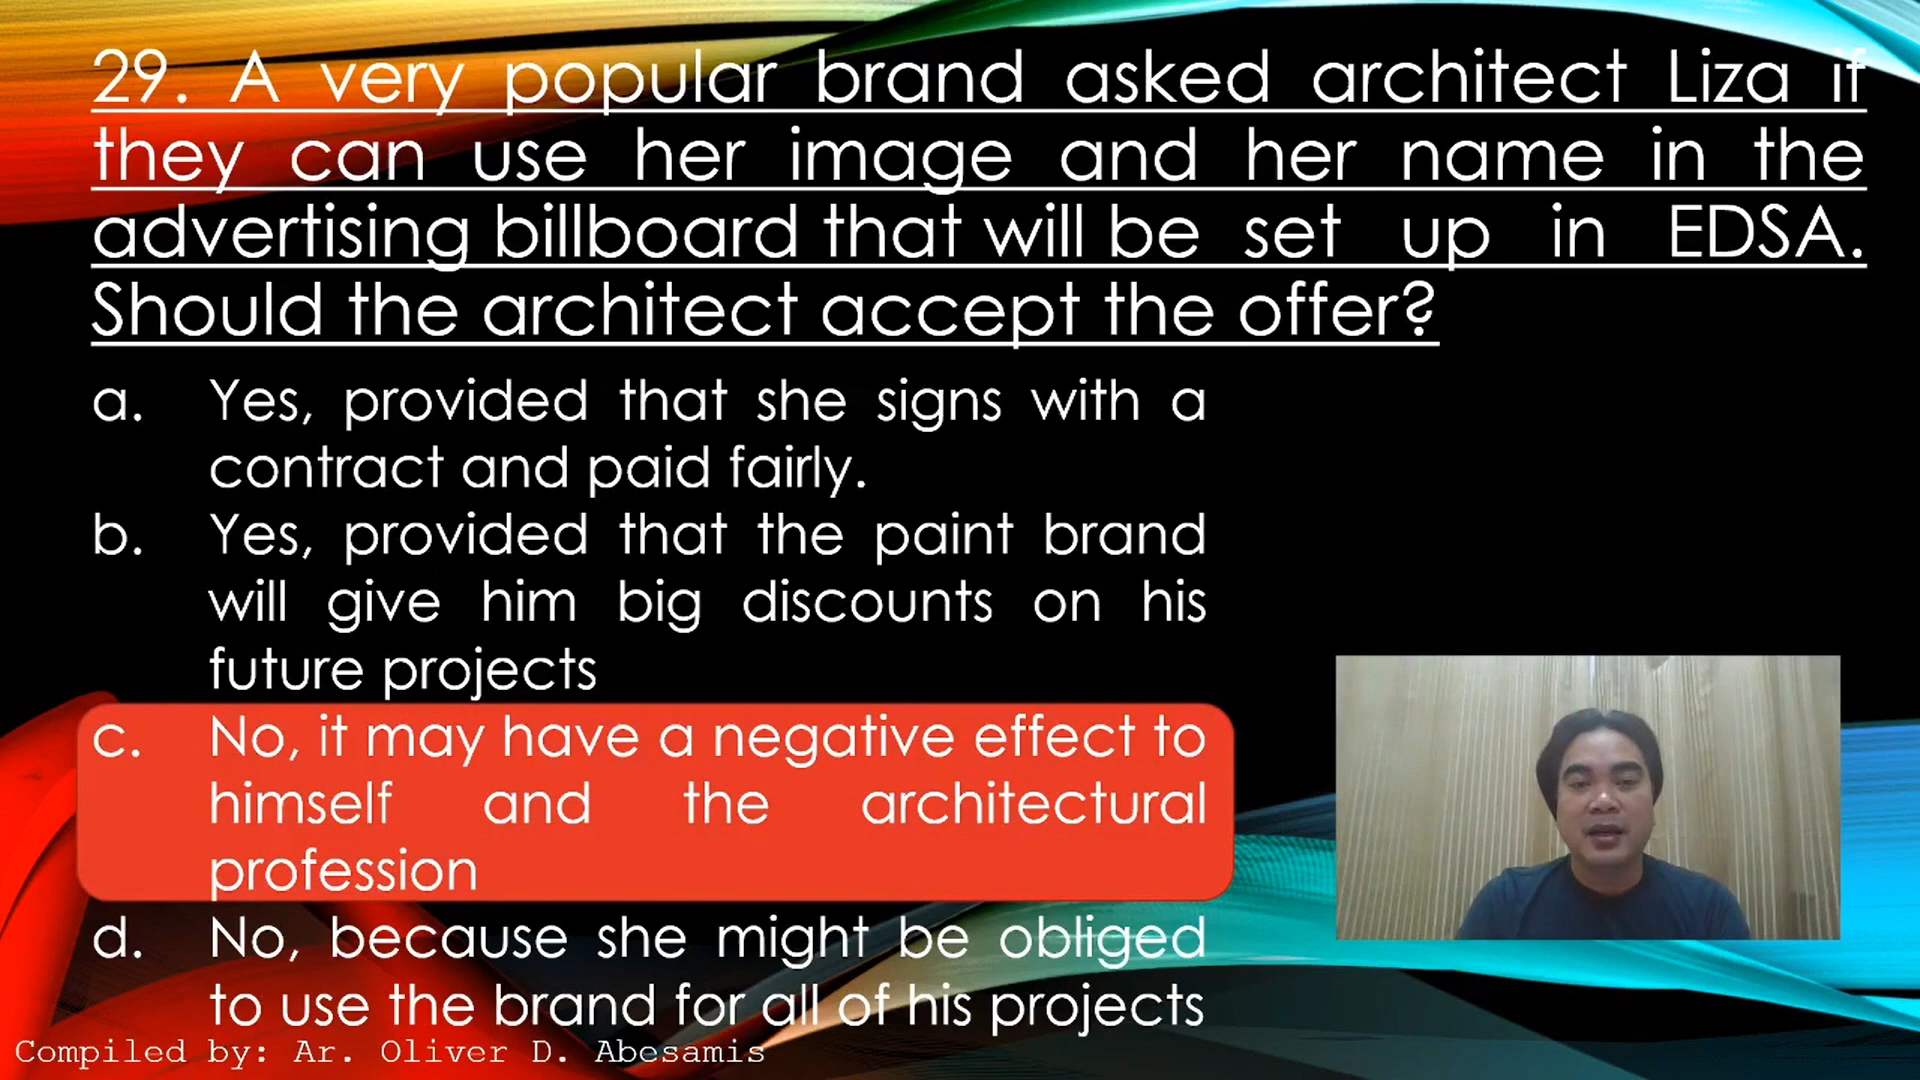 29. A very popular brand asked architect Liza if
they can use her image and her name in the
advertising billboard that will be set up in EDSA.
Should the architect accept the offer?
a. Yes, provided that she signs with a
contract and paid fairly.
b. Yes, provided that the paint brand
will give him big discounts on his
future projects
c. No, it may have a negative effect to
himself and the architectural
profession
d. No, because she might be obliged
to use the brand for all of his projects
Compiled by: Ar. Oliver D. Abesamis